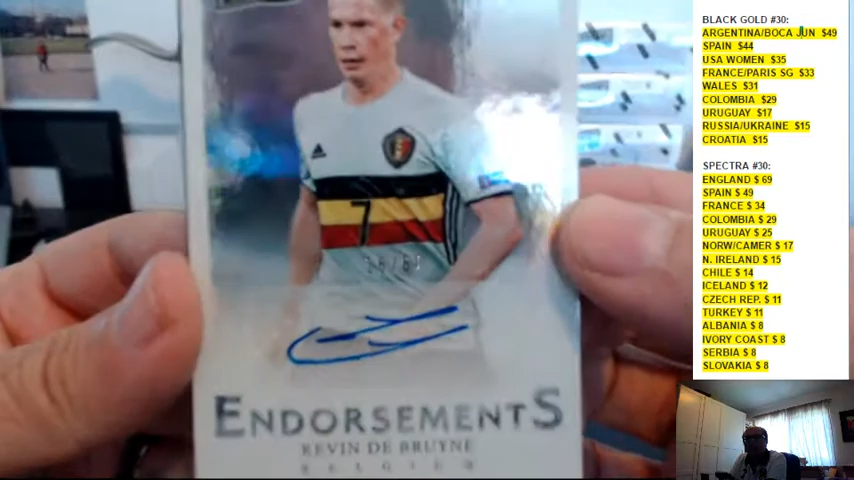 7
ENDORSEMENTS
KEVIN DE BRUYNE
BELGIUM
BLACK GOLD #30:
ARGENTINA/BOCA JUN $49
SPAIN $44
USA WOMEN $35
FRANCE/PARIS SG $33
WALES $31
COLOMBIA $29
URUGUAY $17
RUSSIA/UKRAINE $15
CROATIA $15
SPECTRA #30:
ENGLAND $ 69
SPAIN $ 49
FRANCE $ 34
COLOMBIA $ 29
URUGUAY $ 25
NORW/CAMER $ 17
N. IRELAND $ 15
CHILE $ 14
ICELAND $ 12
CZECH REP. $ 11
TURKEY $ 11
ALBANIA $ 8
IVORY COAST $ 8
SERBIA $ 8
SLOVAKIA $ 8